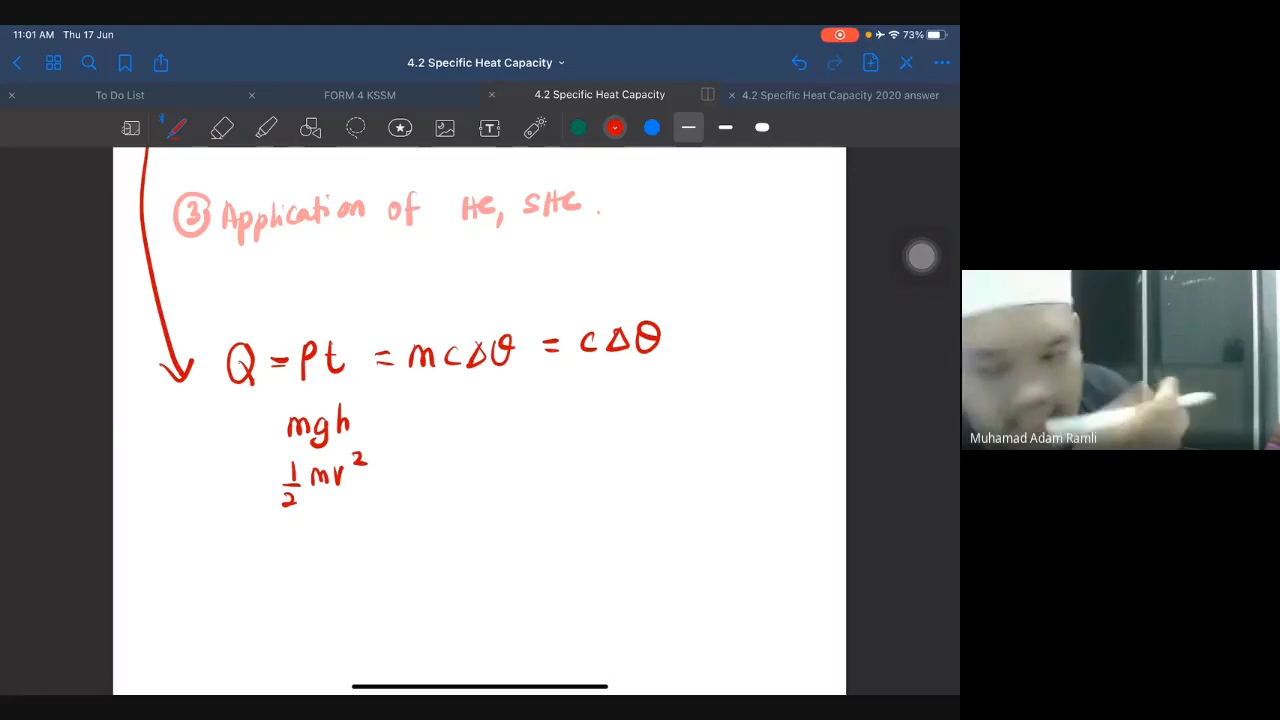 11:01 AM Thu 17 Jun
73%
4.2 Specific Heat Capacity
To Do List
FORM 4 KSSM
4.2 Specific Heat Capacity
4.2 Specific Heat Capacity 2020 answer
③ Application of HC, SHC.
Q = Pt = mcΔθ = cΔθ
mgh
½ mv²
Muhamad Adam Ramli